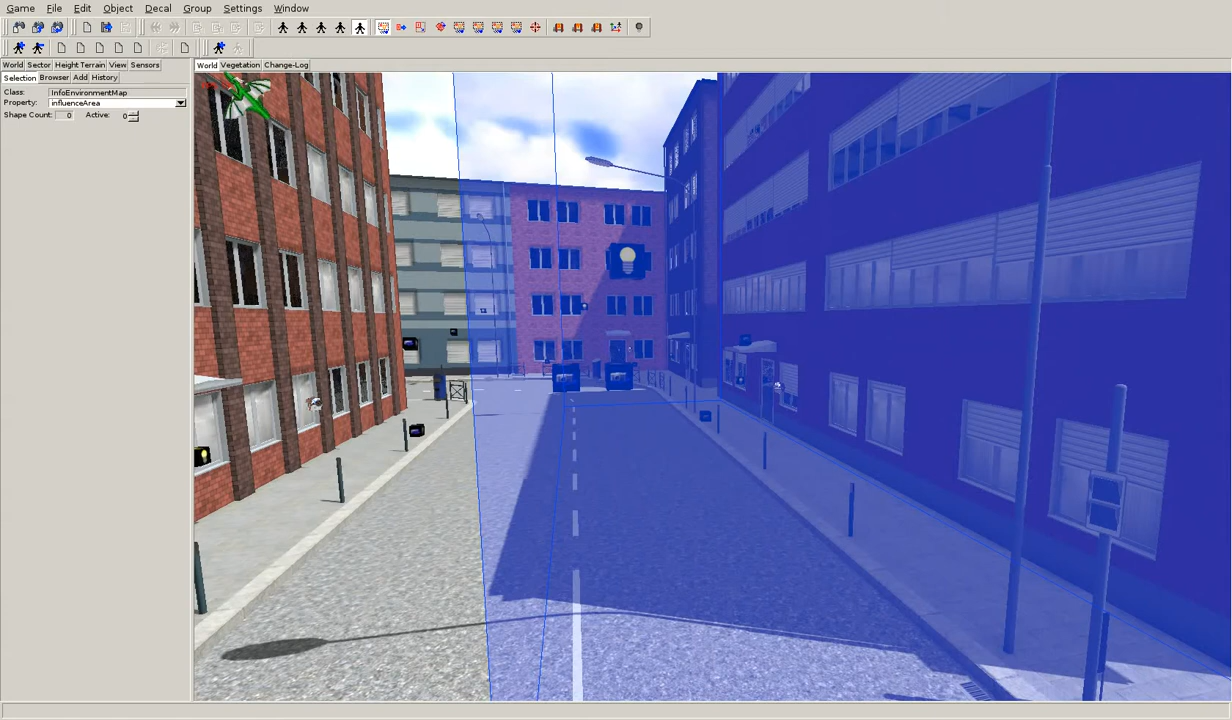 Game File Edit Object Decal Group Settings Window
World Sector Height Terrain View Sensors
Selection Browser Add History
Class: InfoEnvironmentMap
Property: influenceArea
Shape Count: 0 Active: 0
World Vegetation Change-Log